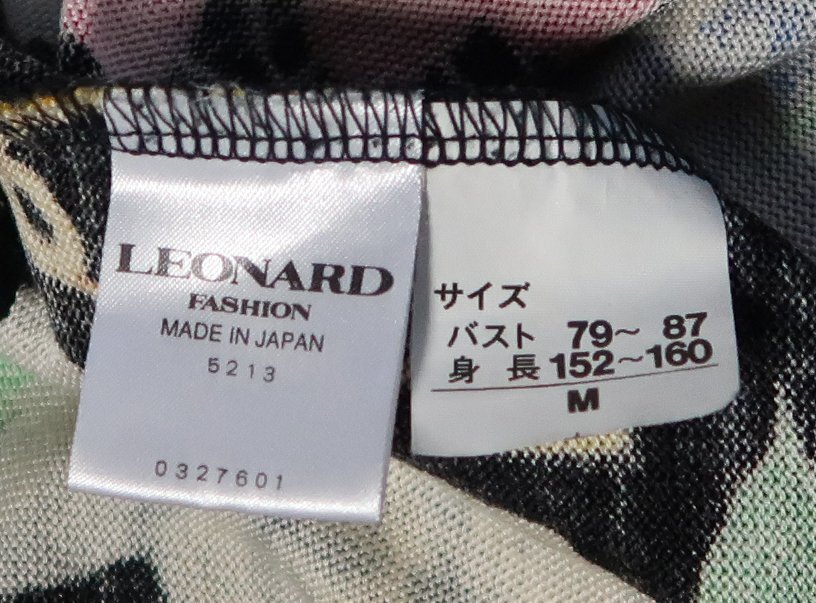 LEONARD
FASHION
MADE IN JAPAN
5213
0327601
サイズ
バスト 79～ 87
身 長 152～160
M